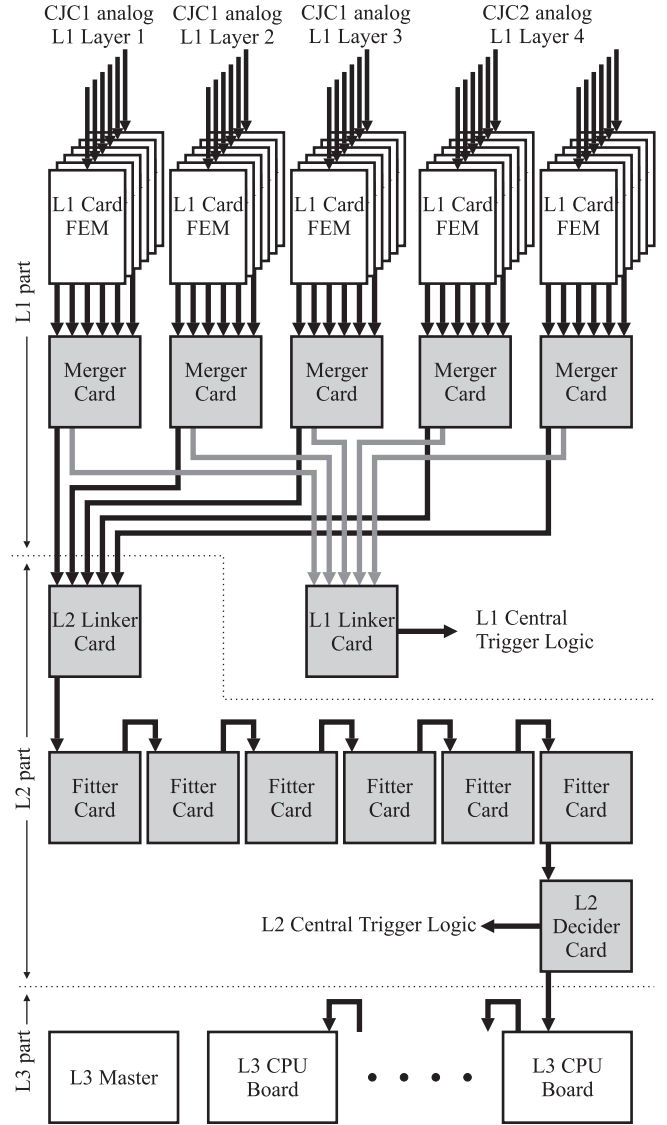 CJC1 analog
L1 Layer 1
CJC1 analog
L1 Layer 2
CJC1 analog
L1 Layer 3
CJC2 analog
L1 Layer 4
L1 Card
FEM
L1 Card
FEM
L1 Card
FEM
L1 Card
FEM
L1 Card
FEM
L1 part
Merger
Card
Merger
Card
Merger
Card
Merger
Card
Merger
Card
L2 Linker
Card
L1 Linker
Card
L1 Central
Trigger Logic
L2 part
Fitter
Card
Fitter
Card
Fitter
Card
Fitter
Card
Fitter
Card
Fitter
Card
L2 Central Trigger Logic
L2
Decider
Card
L3 part
L3 Master
L3 CPU
Board
L3 CPU
Board